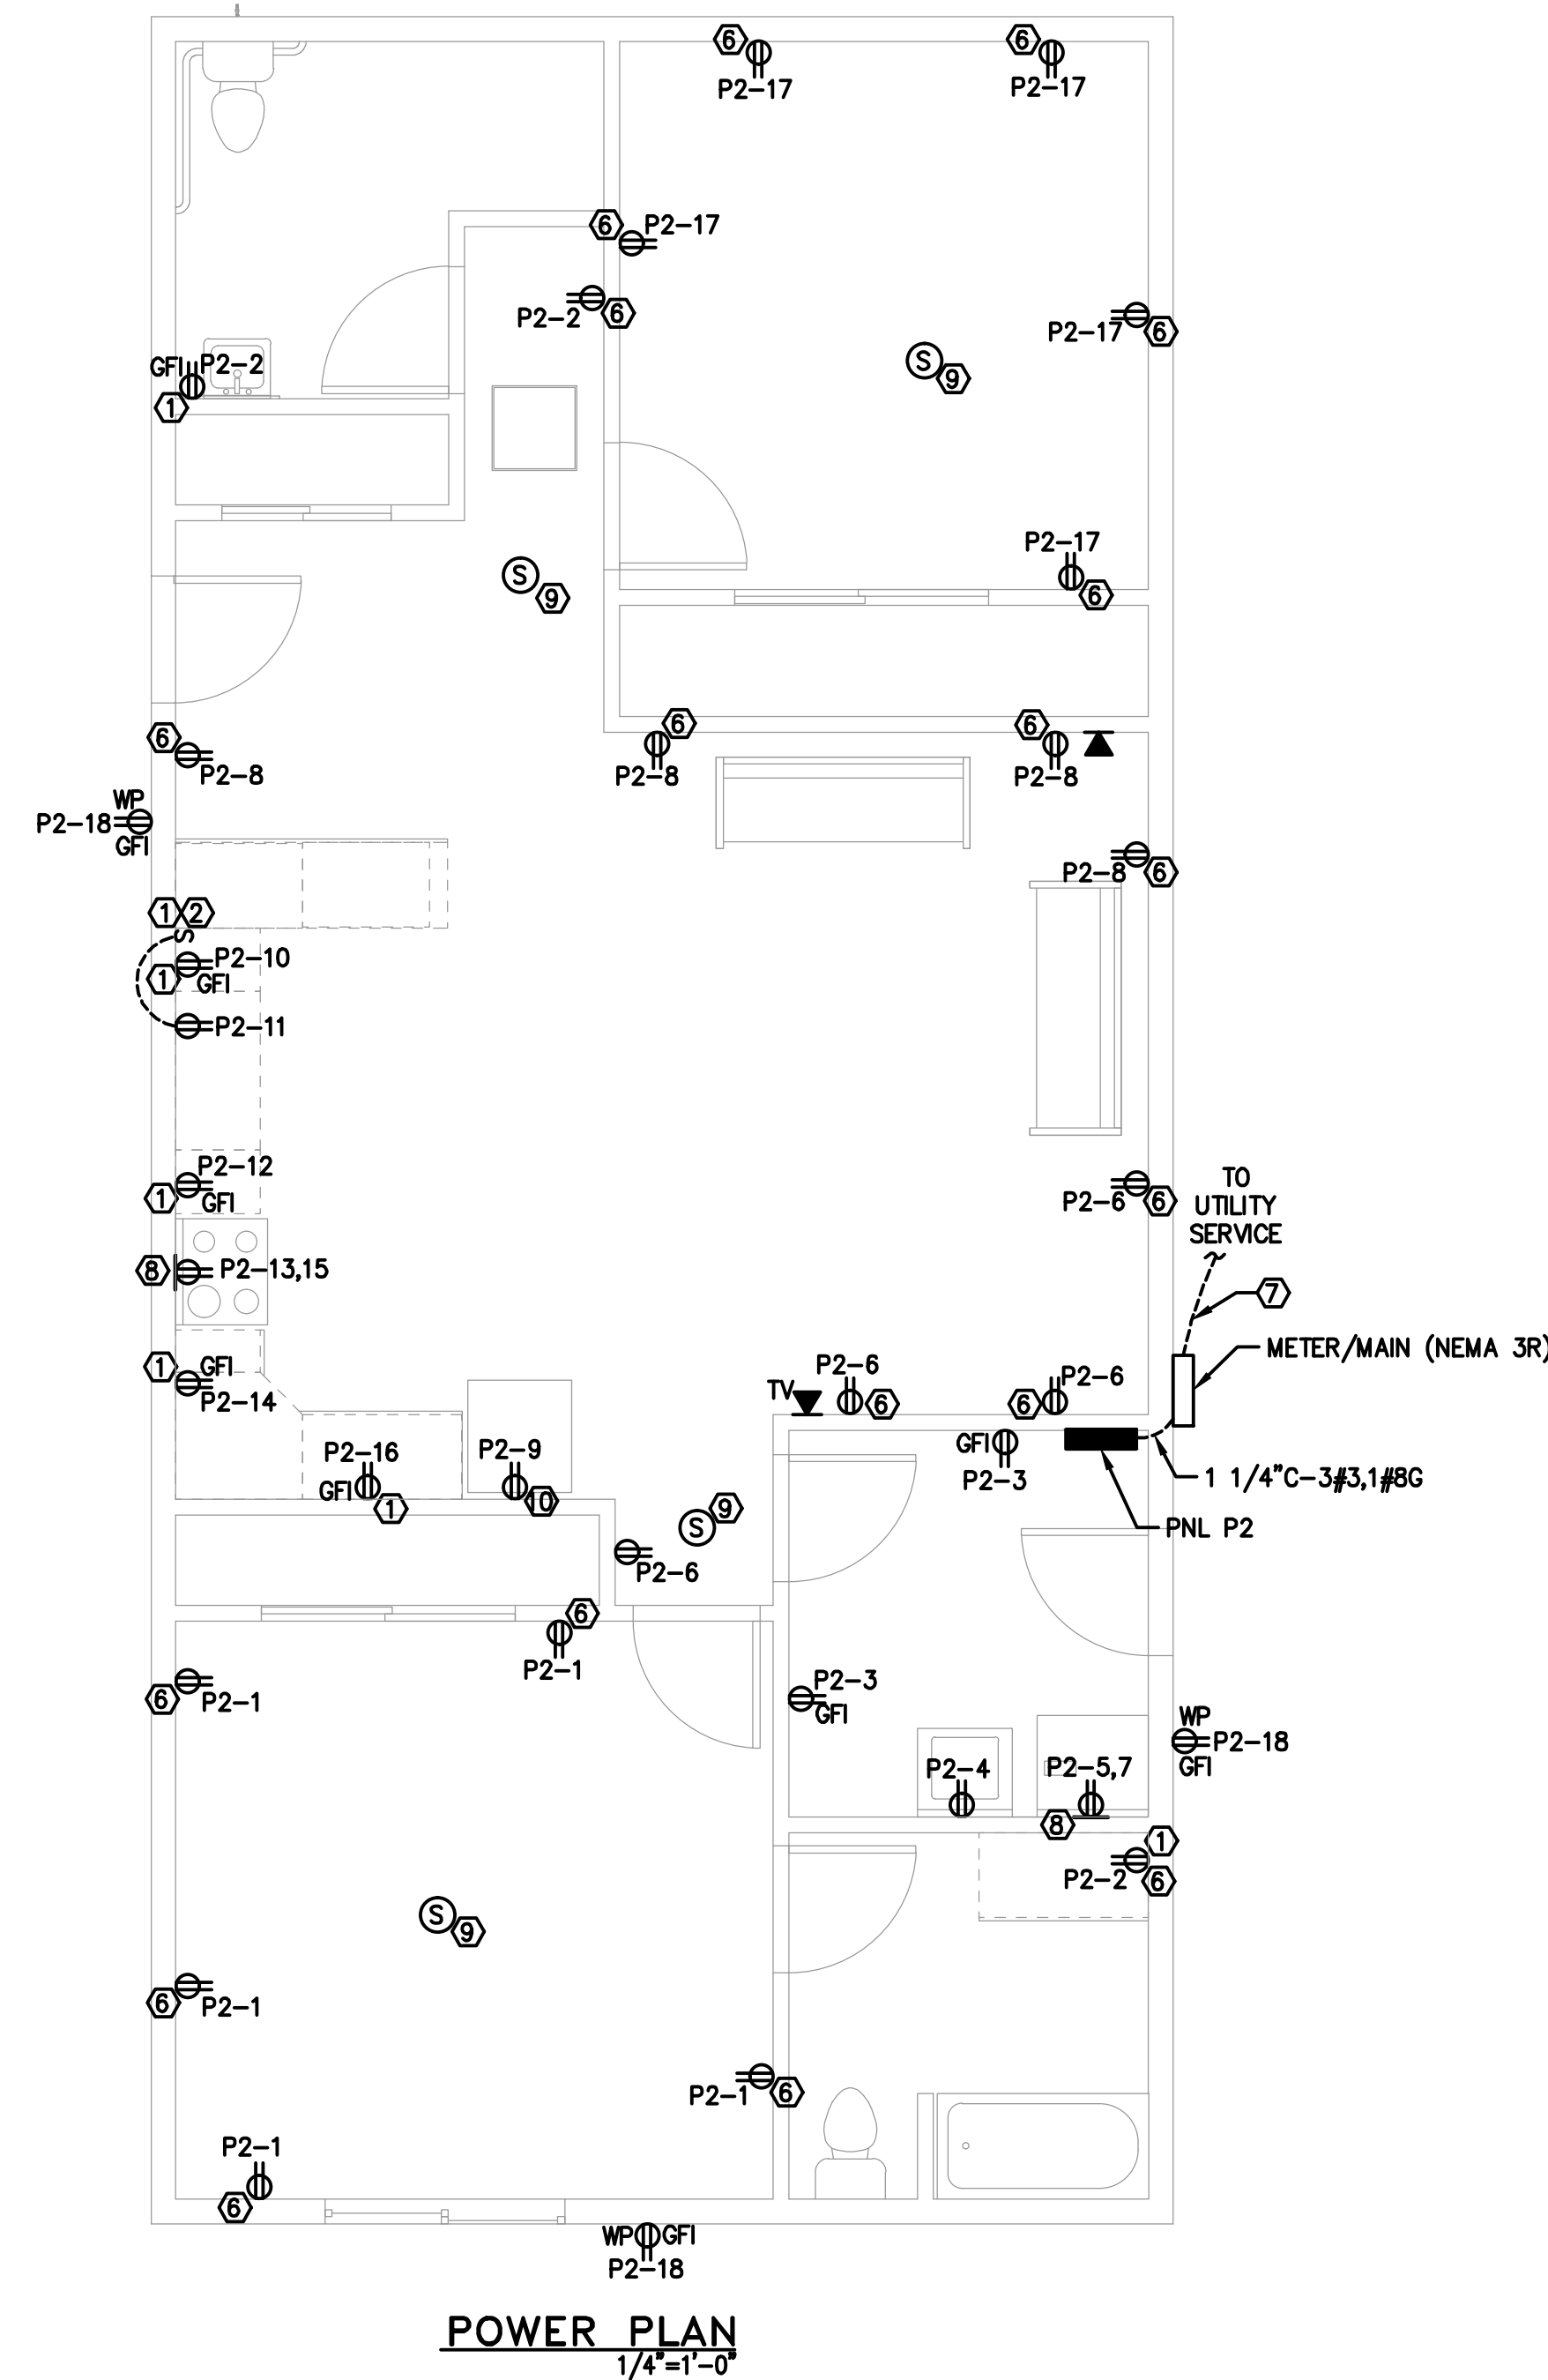 6
6
P2-17
P2-17
6
P2-17
P2-2
6
P2-17
6
GFI
P2-2
1
S
9
P2-17
6
S
9
6
P2-8
6
P2-8
6
P2-8
WP
P2-18
GFI
P2-8
6
1
2
S
P2-10
1
GFI
P2-11
P2-12
1
GFI
P2-6
6
TO
UTILITY
SERVICE
8
P2-13,15
7
METER/MAIN (NEMA 3R)
1
GFI
P2-14
TV
P2-6
6
6
P2-6
P2-16
GFI
1
P2-9
10
GFI
P2-3
1 1/4"C-3#3,1#8G
PNL P2
S
9
P2-6
6
P2-1
6
P2-1
P2-3
GFI
WP
P2-18
GFI
P2-4
P2-5,7
8
1
P2-2
6
S
9
6
P2-1
P2-1
6
P2-1
6
WP
GFI
P2-18
POWER PLAN
1/4"=1'-0"